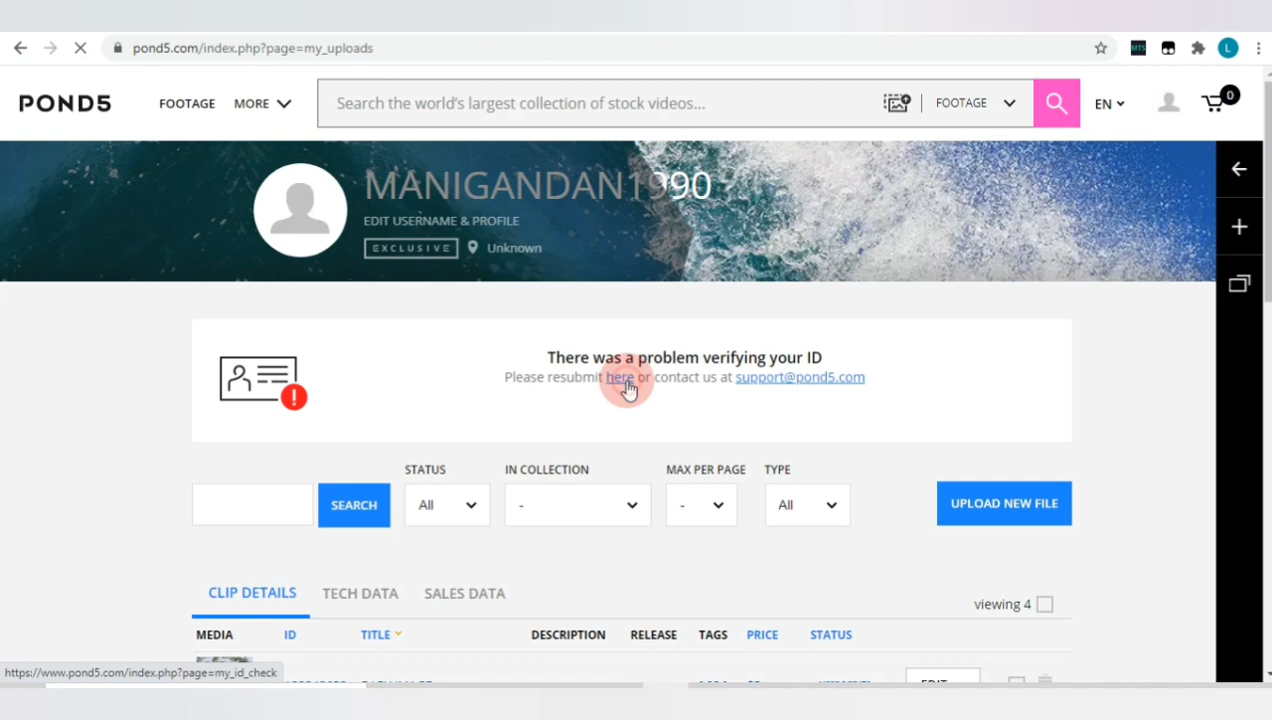 pond5.com/index.php?page=my_uploads
MTS
L
POND5
FOOTAGE
MORE
Search the world's largest collection of stock videos...
FOOTAGE
EN
0
MANIGANDAN1990
EDIT USERNAME & PROFILE
EXCLUSIVE
Unknown
There was a problem verifying your ID
Please resubmit here or contact us at support@pond5.com
STATUS
IN COLLECTION
MAX PER PAGE
TYPE
SEARCH
All
-
-
All
UPLOAD NEW FILE
CLIP DETAILS
TECH DATA
SALES DATA
viewing 4
MEDIA
ID
TITLE
DESCRIPTION
RELEASE
TAGS
PRICE
STATUS
https://www.pond5.com/index.php?page=my_id_check
EDIT